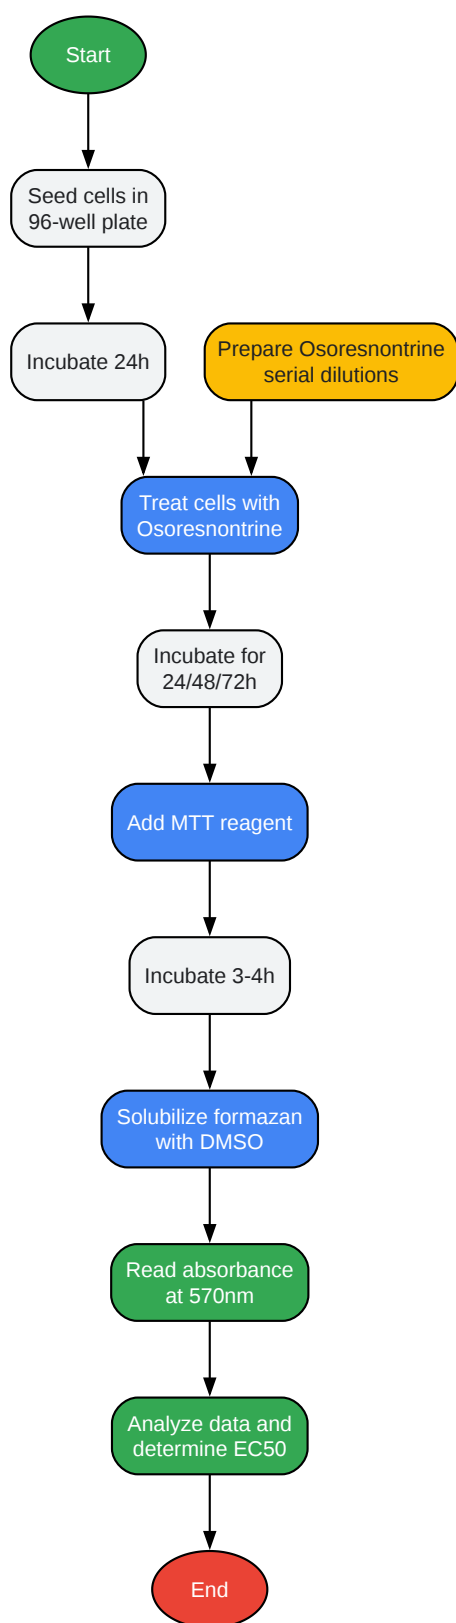 Start
Seed cells in
96-well plate
Incubate 24h
Prepare Osoresnontrine
serial dilutions
Treat cells with
Osoresnontrine
Incubate for
24/48/72h
Add MTT reagent
Incubate 3-4h
Solubilize formazan
with DMSO
Read absorbance
at 570nm
Analyze data and
determine EC50
End